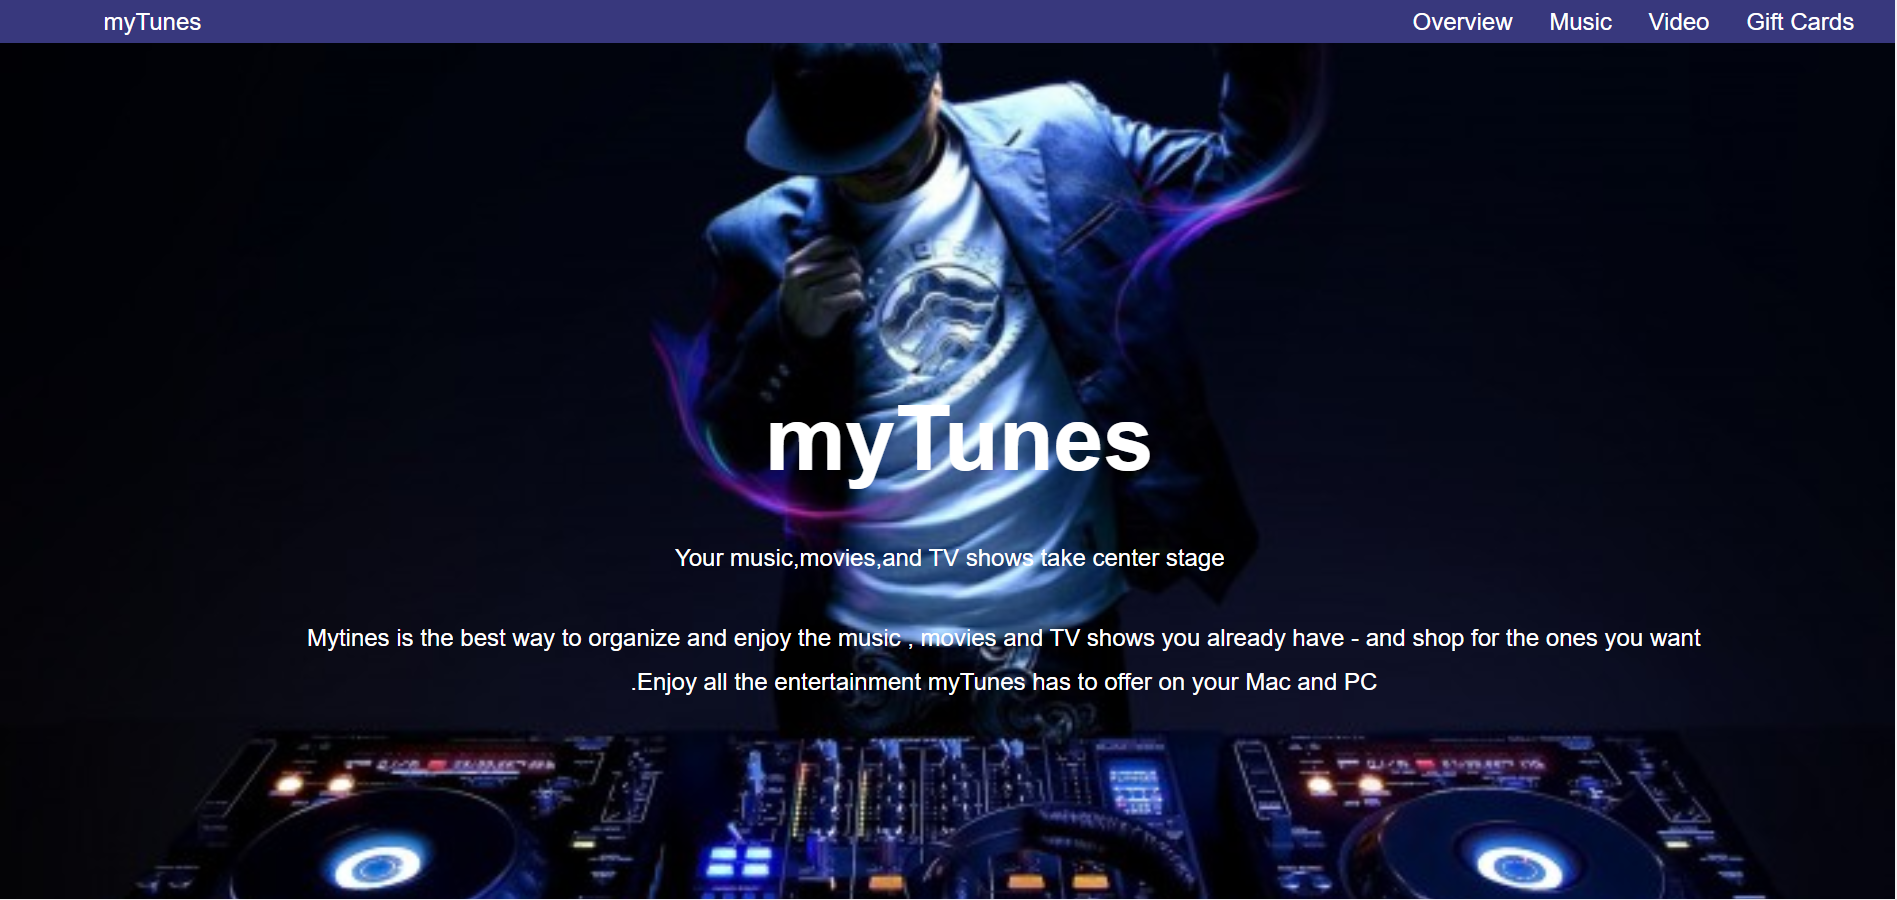 myTunes
Overview Music Video Gift Cards
myTunes
Your music,movies,and TV shows take center stage
Mytines is the best way to organize and enjoy the music , movies and TV shows you already have - and shop for the ones you want
.Enjoy all the entertainment myTunes has to offer on your Mac and PC